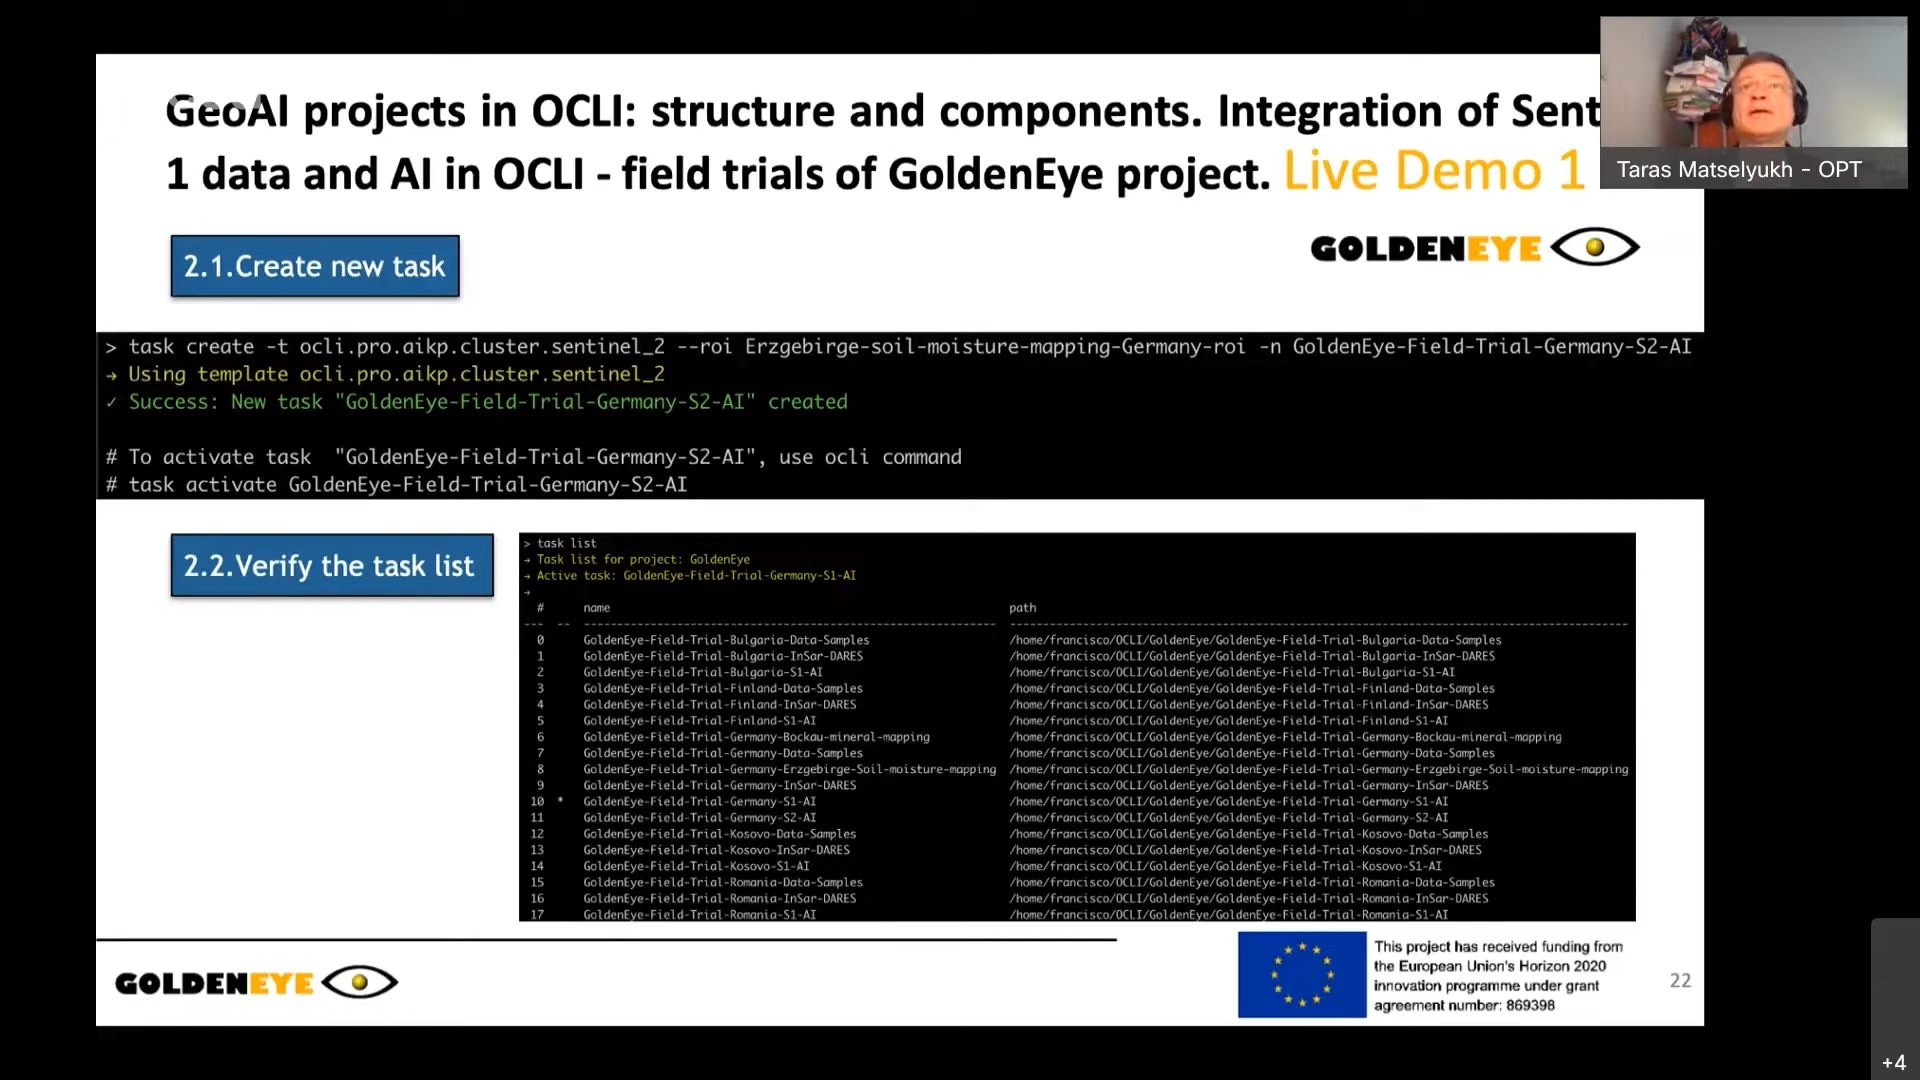 GeoAI projects in OCLI: structure and components. Integration of Sent
1 data and AI in OCLI - field trials of GoldenEye project. Live Demo 1
Taras Matselyukh - OPT
GOLDENEYE
2.1.Create new task
> task create -t ocli.pro.aikp.cluster.sentinel_2 --roi Erzgebirge-soil-moisture-mapping-Germany-roi -n GoldenEye-Field-Trial-Germany-S2-AI
→ Using template ocli.pro.aikp.cluster.sentinel_2
✓ Success: New task "GoldenEye-Field-Trial-Germany-S2-AI" created
# To activate task  "GoldenEye-Field-Trial-Germany-S2-AI", use ocli command
# task activate GoldenEye-Field-Trial-Germany-S2-AI
2.2.Verify the task list
> task list
→ Task list for project: GoldenEye
→ Active task: GoldenEye-Field-Trial-Germany-S1-AI
→
# name path
--- -- ------------------------------------------------------- -------------------------------------------------------------------------------
0 GoldenEye-Field-Trial-Bulgaria-Data-Samples /home/francisco/OCLI/GoldenEye/GoldenEye-Field-Trial-Bulgaria-Data-Samples
1 GoldenEye-Field-Trial-Bulgaria-InSar-DARES /home/francisco/OCLI/GoldenEye/GoldenEye-Field-Trial-Bulgaria-InSar-DARES
2 GoldenEye-Field-Trial-Bulgaria-S1-AI /home/francisco/OCLI/GoldenEye/GoldenEye-Field-Trial-Bulgaria-S1-AI
3 GoldenEye-Field-Trial-Finland-Data-Samples /home/francisco/OCLI/GoldenEye/GoldenEye-Field-Trial-Finland-Data-Samples
4 GoldenEye-Field-Trial-Finland-InSar-DARES /home/francisco/OCLI/GoldenEye/GoldenEye-Field-Trial-Finland-InSar-DARES
5 GoldenEye-Field-Trial-Finland-S1-AI /home/francisco/OCLI/GoldenEye/GoldenEye-Field-Trial-Finland-S1-AI
6 GoldenEye-Field-Trial-Germany-Bockau-mineral-mapping /home/francisco/OCLI/GoldenEye/GoldenEye-Field-Trial-Germany-Bockau-mineral-mapping
7 GoldenEye-Field-Trial-Germany-Data-Samples /home/francisco/OCLI/GoldenEye/GoldenEye-Field-Trial-Germany-Data-Samples
8 GoldenEye-Field-Trial-Germany-Erzgebirge-Soil-moisture-mapping /home/francisco/OCLI/GoldenEye/GoldenEye-Field-Trial-Germany-Erzgebirge-Soil-moisture-mapping
9 GoldenEye-Field-Trial-Germany-InSar-DARES /home/francisco/OCLI/GoldenEye/GoldenEye-Field-Trial-Germany-InSar-DARES
10 * GoldenEye-Field-Trial-Germany-S1-AI /home/francisco/OCLI/GoldenEye/GoldenEye-Field-Trial-Germany-S1-AI
11 GoldenEye-Field-Trial-Germany-S2-AI /home/francisco/OCLI/GoldenEye/GoldenEye-Field-Trial-Germany-S2-AI
12 GoldenEye-Field-Trial-Kosovo-Data-Samples /home/francisco/OCLI/GoldenEye/GoldenEye-Field-Trial-Kosovo-Data-Samples
13 GoldenEye-Field-Trial-Kosovo-InSar-DARES /home/francisco/OCLI/GoldenEye/GoldenEye-Field-Trial-Kosovo-InSar-DARES
14 GoldenEye-Field-Trial-Kosovo-S1-AI /home/francisco/OCLI/GoldenEye/GoldenEye-Field-Trial-Kosovo-S1-AI
15 GoldenEye-Field-Trial-Romania-Data-Samples /home/francisco/OCLI/GoldenEye/GoldenEye-Field-Trial-Romania-Data-Samples
16 GoldenEye-Field-Trial-Romania-InSar-DARES /home/francisco/OCLI/GoldenEye/GoldenEye-Field-Trial-Romania-InSar-DARES
17 GoldenEye-Field-Trial-Romania-S1-AI /home/francisco/OCLI/GoldenEye/GoldenEye-Field-Trial-Romania-S1-AI
GOLDENEYE
This project has received funding from
the European Union's Horizon 2020
innovation programme under grant
agreement number: 869398
22
+4